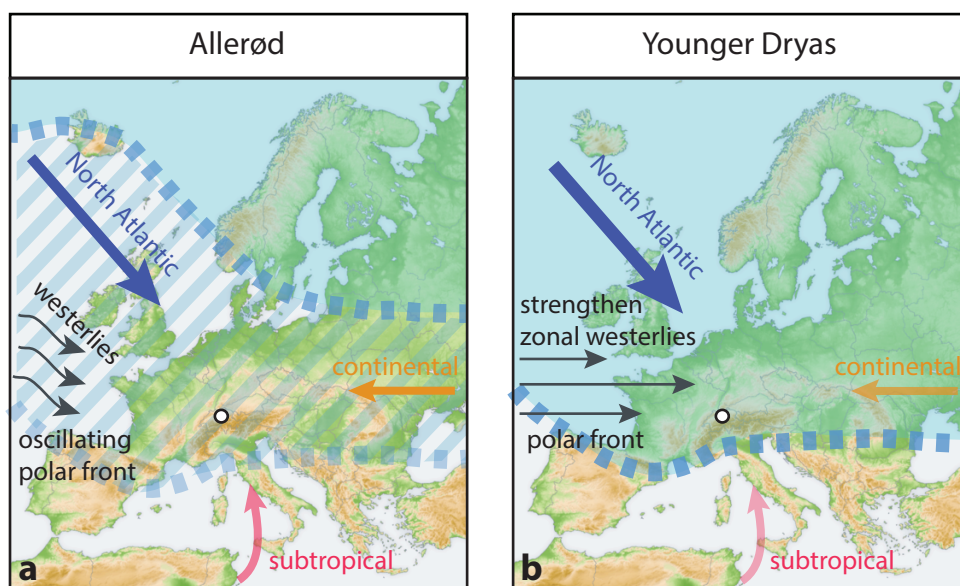 Allerød
North Atlantic
westerlies
continental
oscillating
polar front
subtropical
a
Younger Dryas
North Atlantic
strengthen
zonal westerlies
continental
polar front
subtropical
b